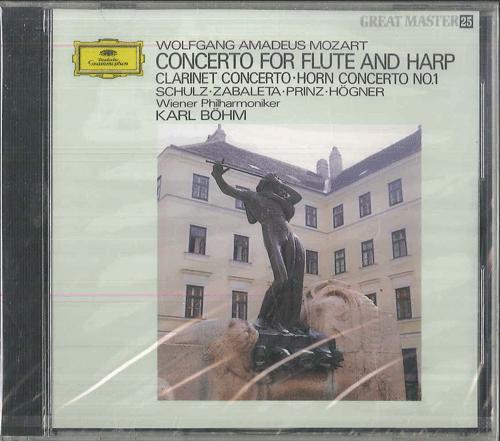 GREAT MASTER 25
Deutsche
Grammophon
WOLFGANG AMADEUS MOZART
CONCERTO FOR FLUTE AND HARP
CLARINET CONCERTO·HORN CONCERTO NO.1
SCHULZ·ZABALETA·PRINZ·HÖGNER
Wiener Philharmoniker
KARL BÖHM